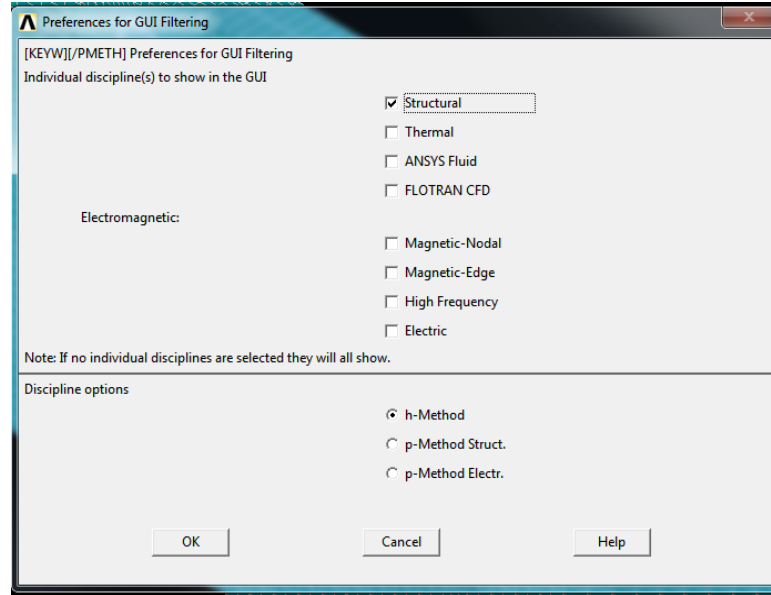 Preferences for GUI Filtering
[KEYW][/PMETH] Preferences for GUI Filtering
Individual discipline(s) to show in the GUI
Structural
Thermal
ANSYS Fluid
FLOTRAN CFD
Electromagnetic:
Magnetic-Nodal
Magnetic-Edge
High Frequency
Electric
Note: If no individual disciplines are selected they will all show.
Discipline options
h-Method
p-Method Struct.
p-Method Electr.
OK Cancel Help